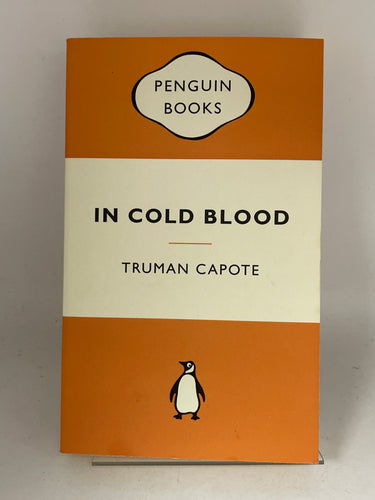 PENGUIN
BOOKS
IN COLD BLOOD
TRUMAN CAPOTE